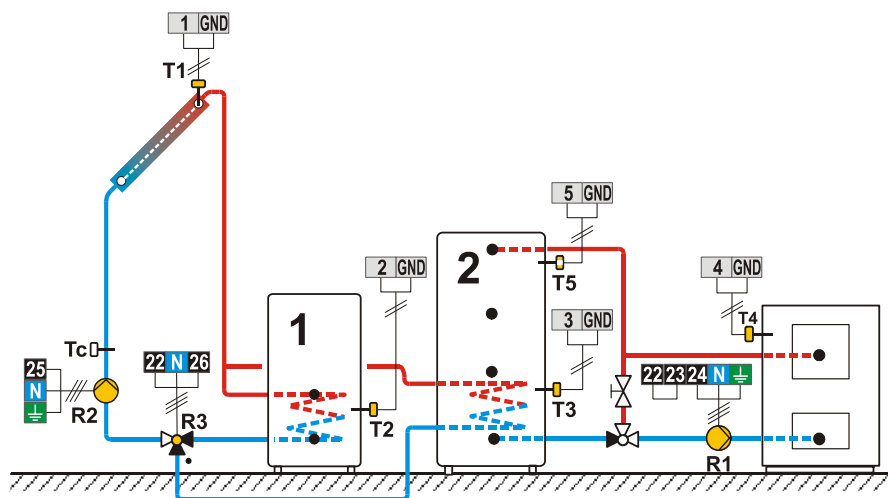 1 GND
T1
5 GND
2 GND
2
T5
4 GND
3 GND
T4
1
Tc
22 N 26
25
N
R2
R3
T2
T3
22 23 24 N
R1